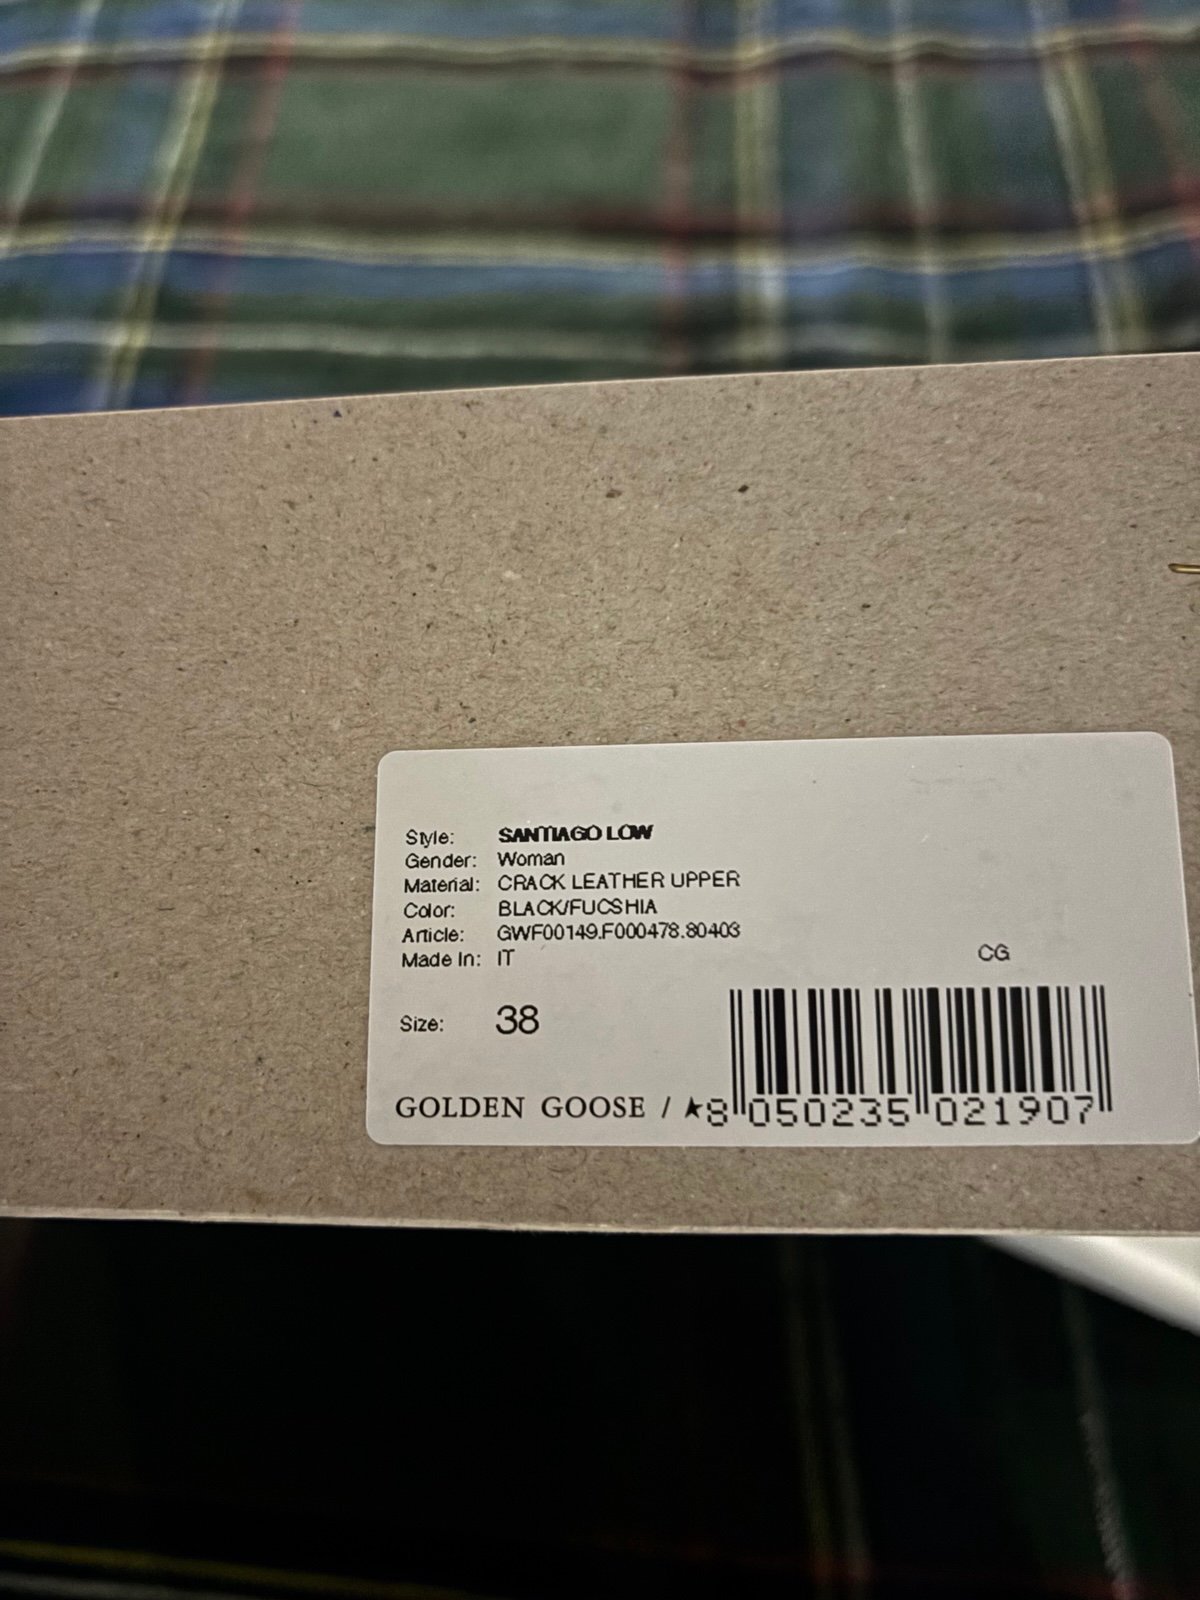 Style: SANTIAGO LOW
Gender: Woman
Material: CRACK LEATHER UPPER
Color: BLACK/FUCSHIA
Article: GWF00149.F000478.80403
Made In: IT
CG
Size: 38
GOLDEN GOOSE / ★
8 050235 021907